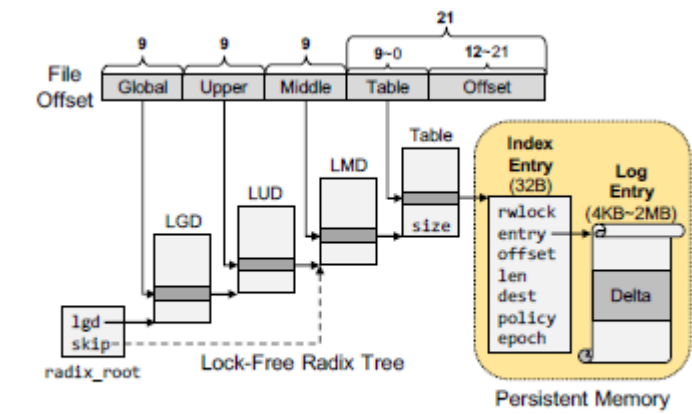 21
9 9 9 9~0 12~21
File Offset
Global Upper Middle Table Offset
Table
LMD
LUD
LGD
size
Index Entry (32B)
rwlock
entry
offset
len
dest
policy
epoch
Log Entry (4KB~2MB)
Delta
lgd
skip
radix_root
Lock-Free Radix Tree
Persistent Memory